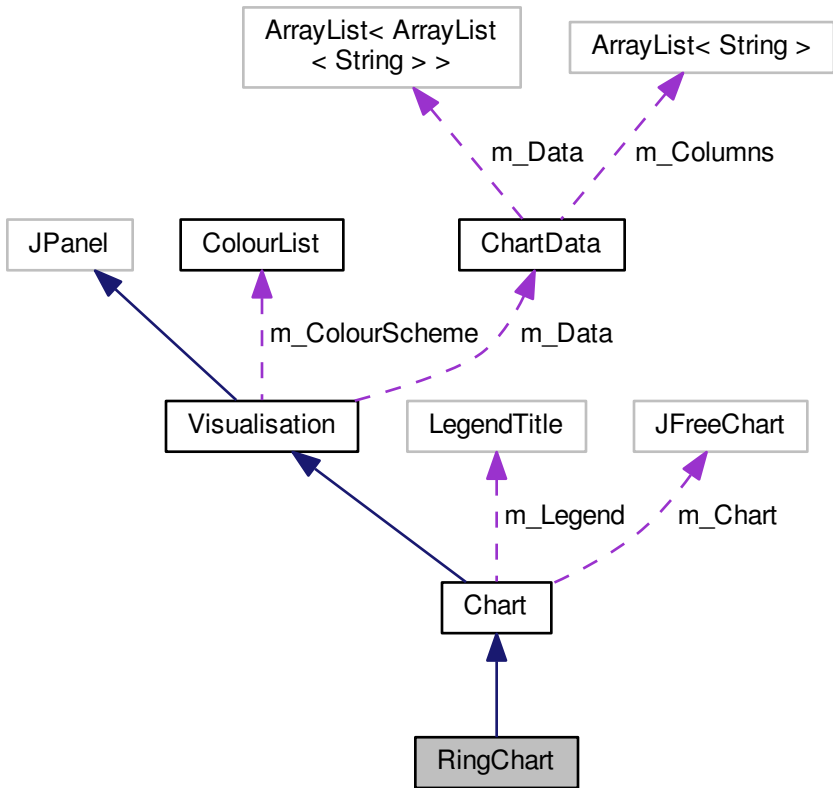 ArrayList< ArrayList
< String > >
ArrayList< String >
m_Data
m_Columns
JPanel
ColourList
ChartData
m_ColourScheme
m_Data
Visualisation
LegendTitle
JFreeChart
m_Legend
m_Chart
Chart
RingChart